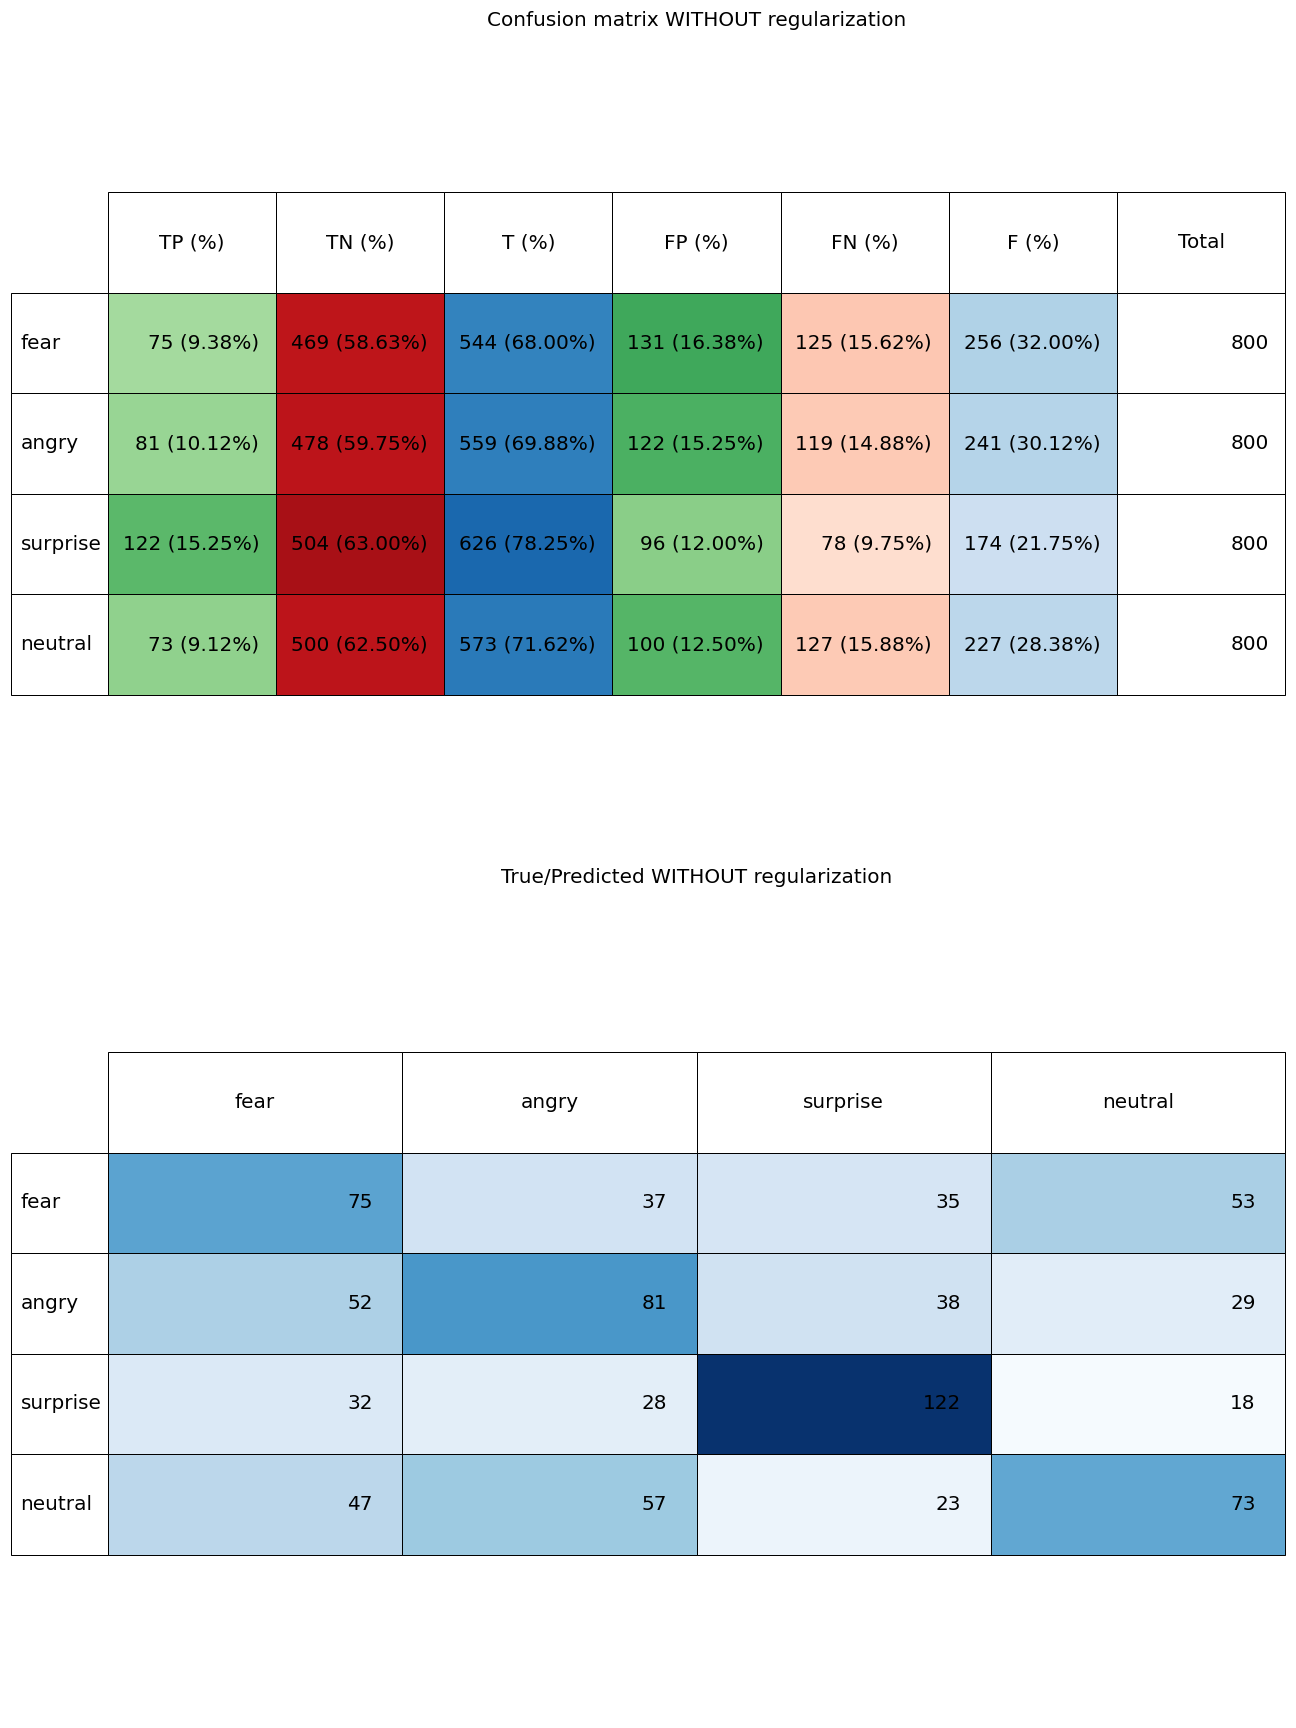 Confusion matrix WITHOUT regularization
TP (%) TN (%) T (%) FP (%) FN (%) F (%) Total
fear 75 (9.38%) 469 (58.63%) 544 (68.00%) 131 (16.38%) 125 (15.62%) 256 (32.00%) 800
angry 81 (10.12%) 478 (59.75%) 559 (69.88%) 122 (15.25%) 119 (14.88%) 241 (30.12%) 800
surprise 122 (15.25%) 504 (63.00%) 626 (78.25%) 96 (12.00%) 78 (9.75%) 174 (21.75%) 800
neutral 73 (9.12%) 500 (62.50%) 573 (71.62%) 100 (12.50%) 127 (15.88%) 227 (28.38%) 800
True/Predicted WITHOUT regularization
fear angry surprise neutral
fear 75 37 35 53
angry 52 81 38 29
surprise 32 28 122 18
neutral 47 57 23 73